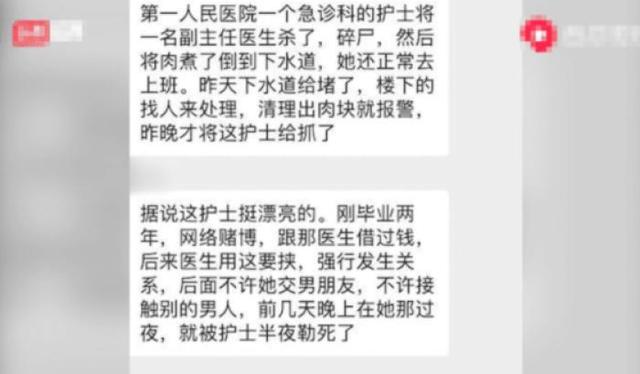 第一人民医院一个急诊科的护士将
一名副主任医生杀了，碎尸，然后
将肉煮了倒到下水道，她还正常去
上班。昨天下水道给堵了，楼下的
找人来处理，清理出肉块就报警，
昨晚才将这护士给抓了
据说这护士挺漂亮的。刚毕业两
年，网络赌博，跟那医生借过钱，
后来医生用这要挟，强行发生关
系，后面不许她交男朋友，不许接
触别的男人，前几天晚上在她那过
夜，就被护士半夜勒死了